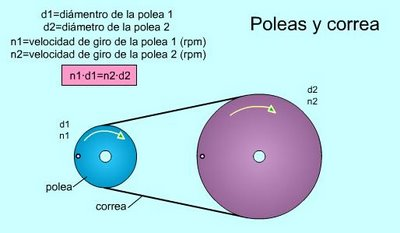 d1=diámentro de la polea 1
d2=diámetro de la polea 2
n1=velocidad de giro de la polea 1 (rpm)
n2=velocidad de giro de la polea 2 (rpm)
n1·d1=n2·d2
Poleas y correa
d1
n1
d2
n2
polea
correa